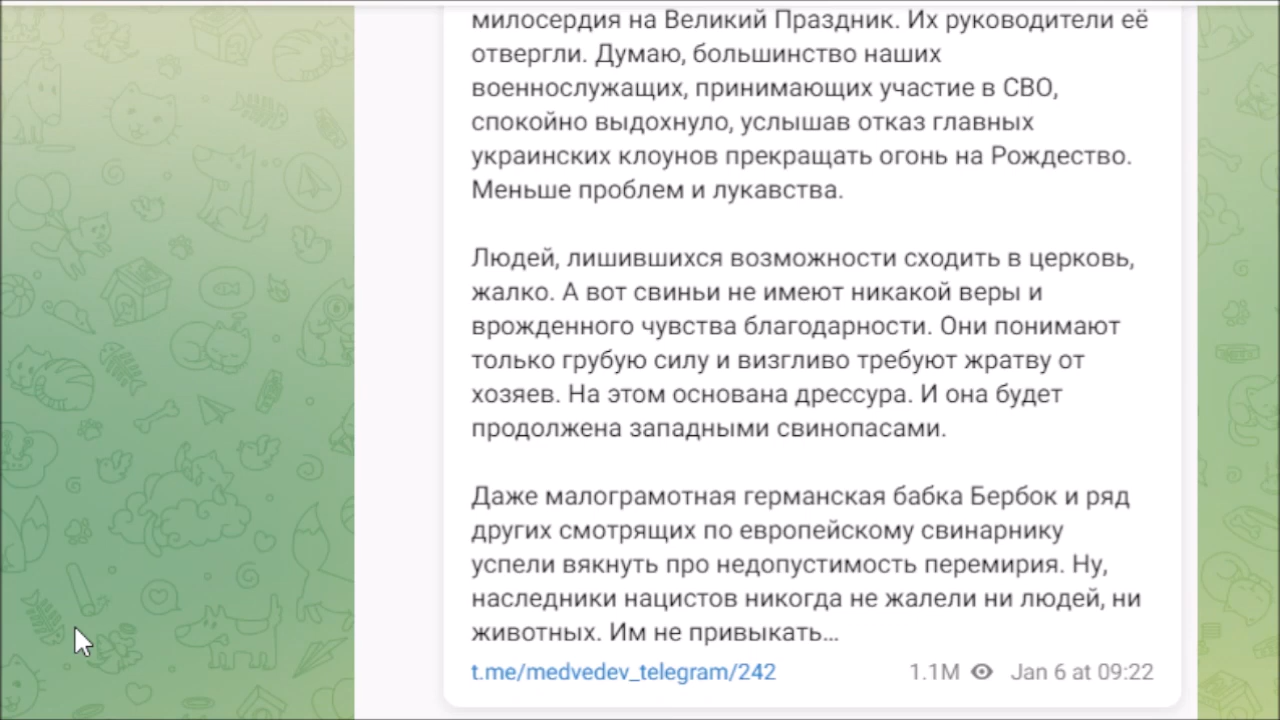 милосердия на Великий Праздник. Их руководители её
отвергли. Думаю, большинство наших
военнослужащих, принимающих участие в СВО,
спокойно выдохнуло, услышав отказ главных
украинских клоунов прекращать огонь на Рождество.
Меньше проблем и лукавства.
Людей, лишившихся возможности сходить в церковь,
жалко. А вот свиньи не имеют никакой веры и
врожденного чувства благодарности. Они понимают
только грубую силу и визгливо требуют жратву от
хозяев. На этом основана дрессура. И она будет
продолжена западными свинопасами.
Даже малограмотная германская бабка Бербок и ряд
других смотрящих по европейскому свинарнику
успели вякнуть про недопустимость перемирия. Ну,
наследники нацистов никогда не жалели ни людей, ни
животных. Им не привыкать…
t.me/medvedev_telegram/242 1.1M Jan 6 at 09:22